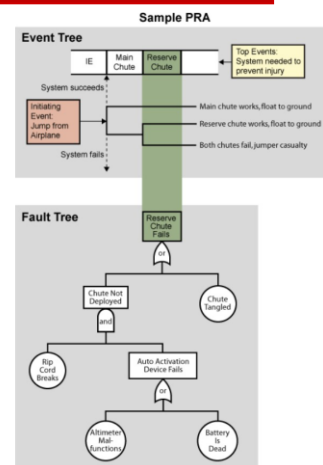 Sample PRA
Event Tree
IE
Main
Chute
Reserve
Chute
Top Events:
System needed to
prevent injury
System succeeds
Initiating
Event:
Jump from
Airplane
Main chute works, float to ground
Reserve chute works, float to ground
Both chutes fail, jumper casualty
System fails
Fault Tree
Reserve
Chute
Fails
or
Chute Not
Deployed
Chute
Tangled
and
Rip
Cord
Breaks
Auto Activation
Device Fails
or
Altimeter
Mal-
functions
Battery
Is
Dead